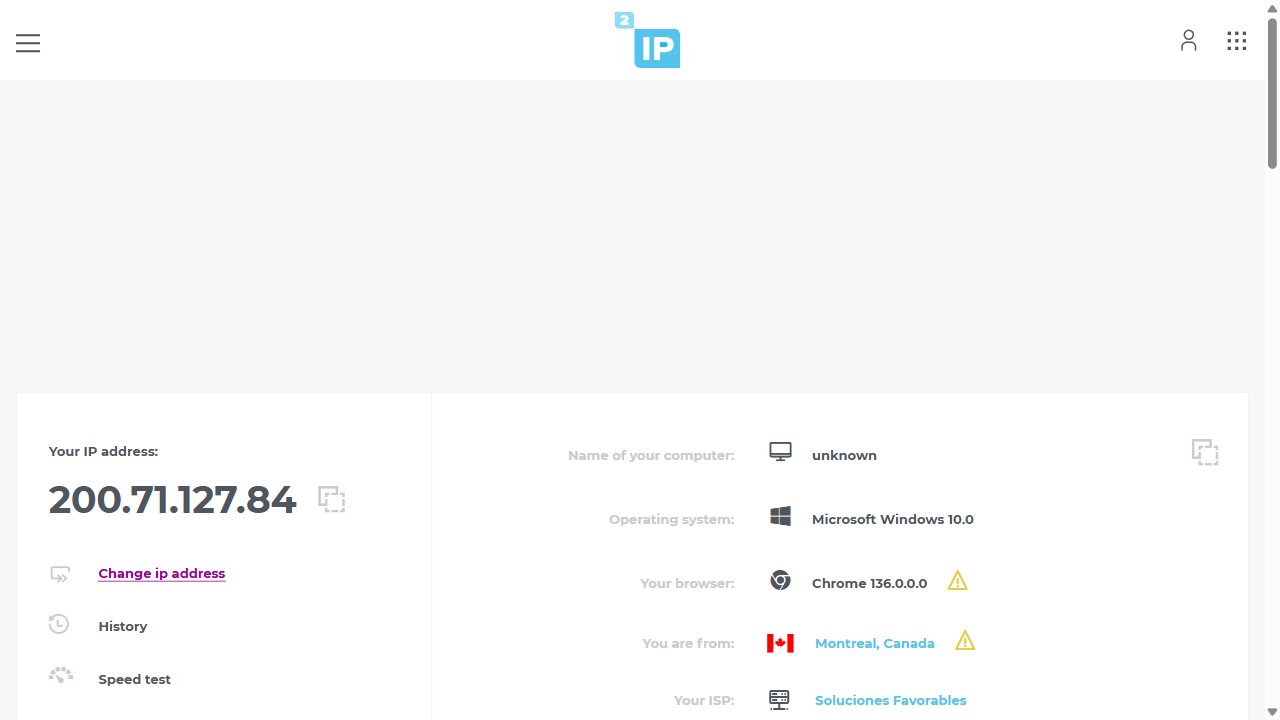 2
IP
Your IP address:
200.71.127.84
Change ip address
History
Speed test
Name of your computer: unknown
Operating system: Microsoft Windows 10.0
Your browser: Chrome 136.0.0.0
You are from: Montreal, Canada
Your ISP: Soluciones Favorables